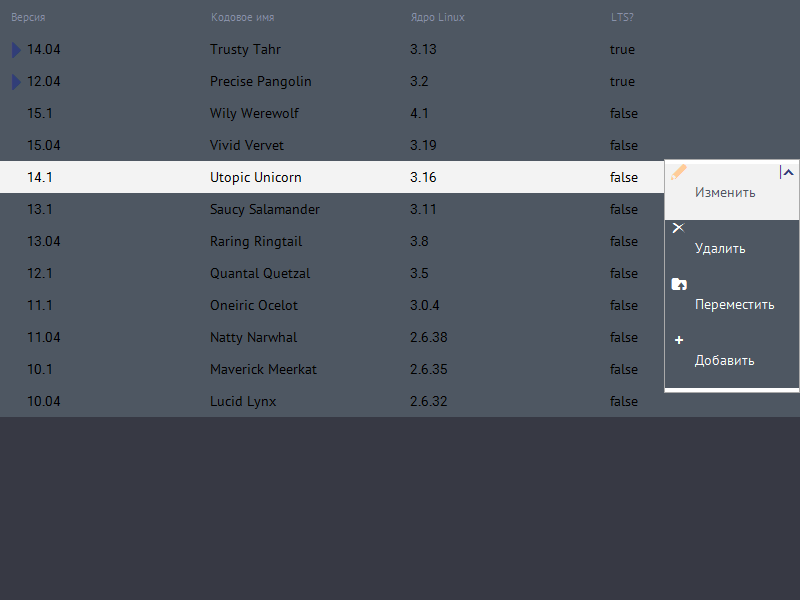 Версия Кодовое имя Ядро Linux LTS?
14.04 Trusty Tahr 3.13 true
12.04 Precise Pangolin 3.2 true
15.1 Wily Werewolf 4.1 false
15.04 Vivid Vervet 3.19 false
14.1 Utopic Unicorn 3.16 false
13.1 Saucy Salamander 3.11 false
13.04 Raring Ringtail 3.8 false
12.1 Quantal Quetzal 3.5 false
11.1 Oneiric Ocelot 3.0.4 false
11.04 Natty Narwhal 2.6.38 false
10.1 Maverick Meerkat 2.6.35 false
10.04 Lucid Lynx 2.6.32 false
Изменить
Удалить
Переместить
Добавить